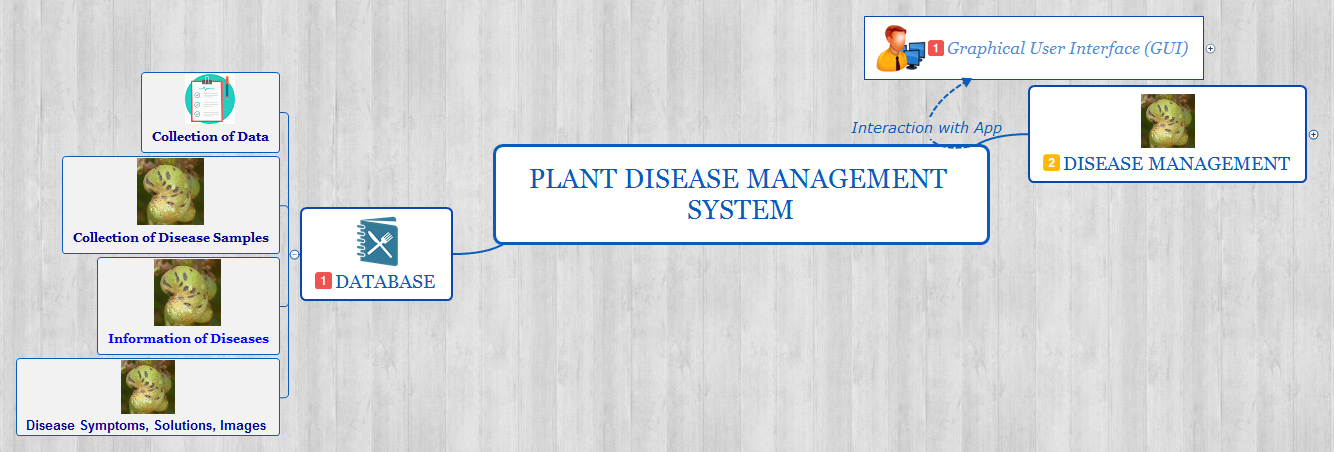 1 Graphical User Interface (GUI)
Interaction with App
2 DISEASE MANAGEMENT
PLANT DISEASE MANAGEMENT
SYSTEM
1 DATABASE
Collection of Data
Collection of Disease Samples
Information of Diseases
Disease Symptoms, Solutions, Images